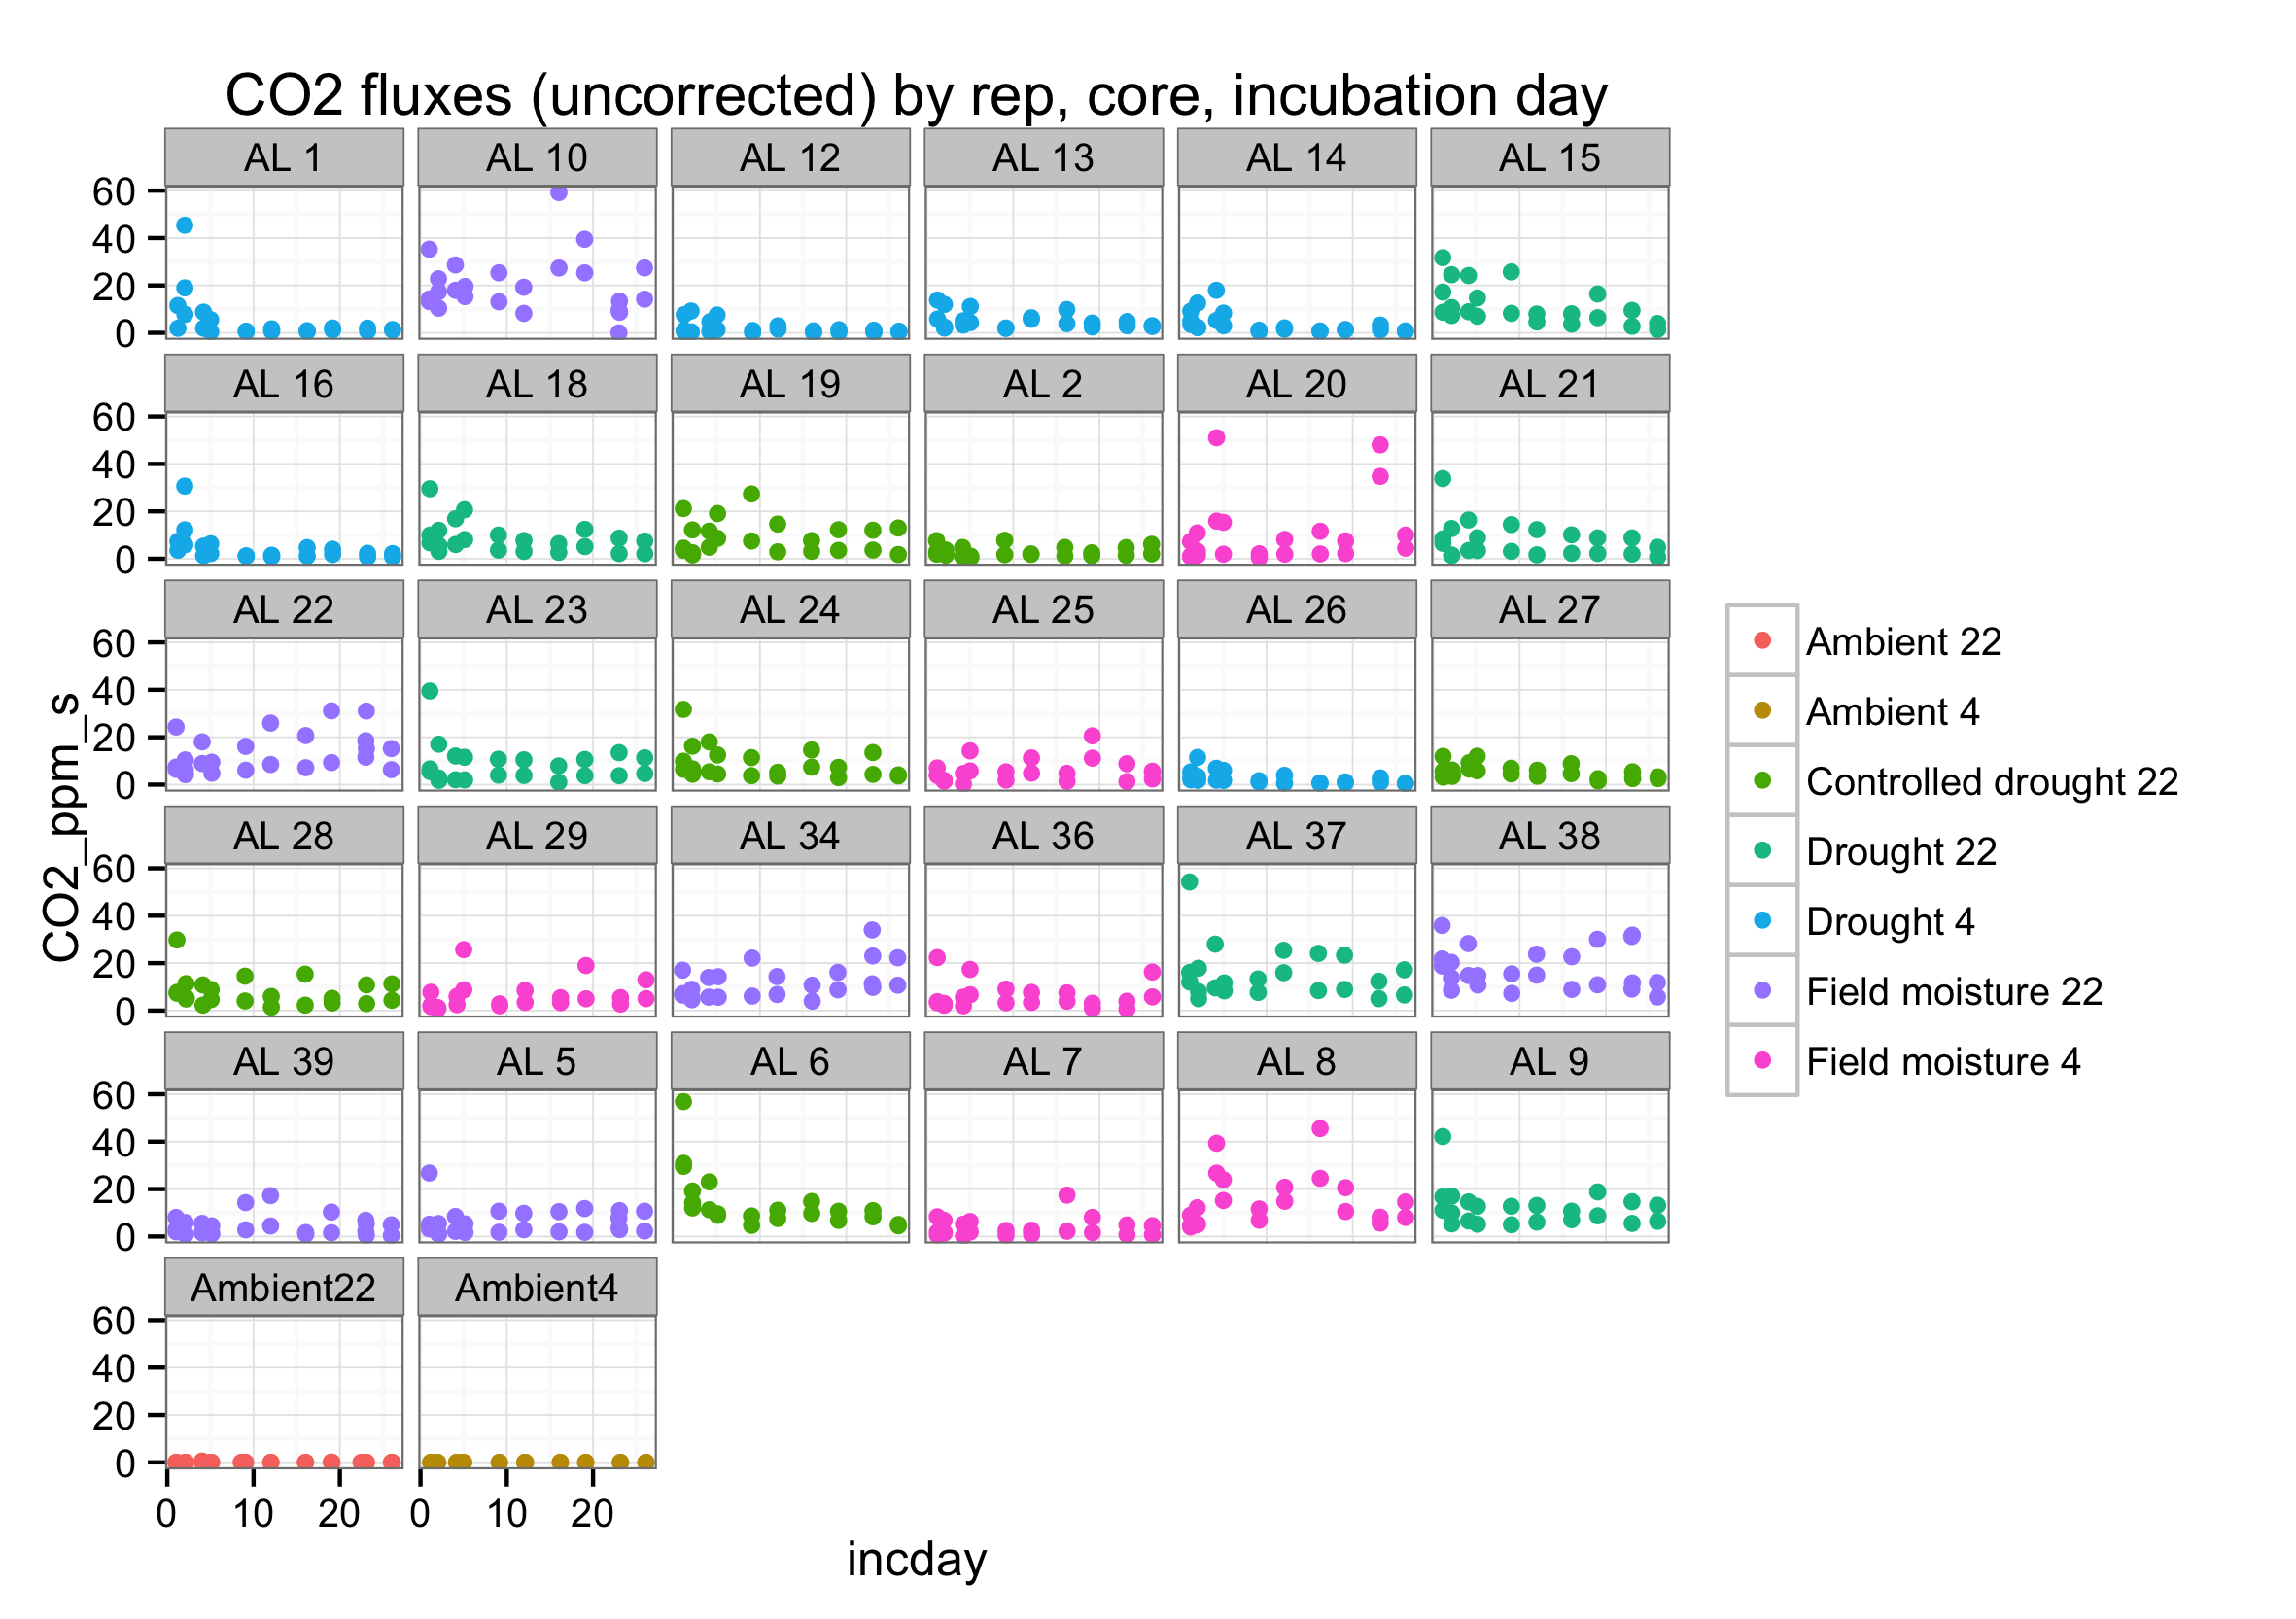 CO2 fluxes (uncorrected) by rep, core, incubation day
AL 1 AL 10 AL 12 AL 13 AL 14 AL 15
60
40
20
0
AL 16 AL 18 AL 19 AL 2 AL 20 AL 21
60
40
20
0
AL 22 AL 23 AL 24 AL 25 AL 26 AL 27
60
40
20
0
AL 28 AL 29 AL 34 AL 36 AL 37 AL 38
60
40
20
0
AL 39 AL 5 AL 6 AL 7 AL 8 AL 9
60
40
20
0
Ambient22 Ambient4
60
40
20
0
0 10 20 0 10 20
incday
CO2_ppm_s
Ambient 22
Ambient 4
Controlled drought 22
Drought 22
Drought 4
Field moisture 22
Field moisture 4